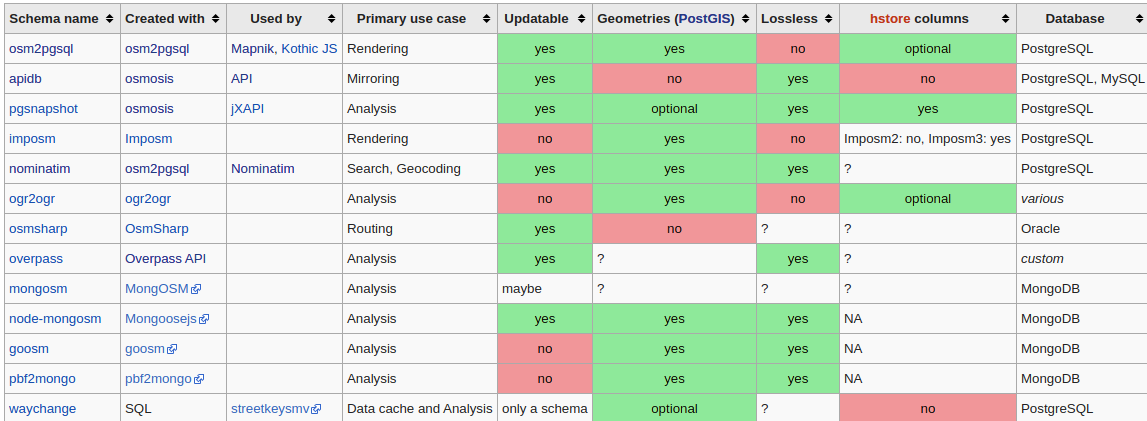 Schema name Created with Used by Primary use case Updatable Geometries (PostGIS) Lossless hstore columns Database
osm2pgsql osm2pgsql Mapnik, Kothic JS Rendering yes yes no optional PostgreSQL
apidb osmosis API Mirroring yes no yes no PostgreSQL, MySQL
pgsnapshot osmosis jXAPI Analysis yes optional yes yes PostgreSQL
imposm Imposm Rendering no yes no Imposm2: no, Imposm3: yes PostgreSQL
nominatim osm2pgsql Nominatim Search, Geocoding yes yes yes ? PostgreSQL
ogr2ogr ogr2ogr Analysis no yes no optional various
osmsharp OsmSharp Routing yes no ? ? Oracle
overpass Overpass API Analysis yes ? yes ? custom
mongosm MongOSM Analysis maybe ? ? ? MongoDB
node-mongosm Mongoosejs Analysis yes yes yes NA MongoDB
goosm goosm Analysis no yes yes NA MongoDB
pbf2mongo pbf2mongo Analysis no yes yes NA MongoDB
waychange SQL streetkeysmv Data cache and Analysis only a schema optional ? no PostgreSQL